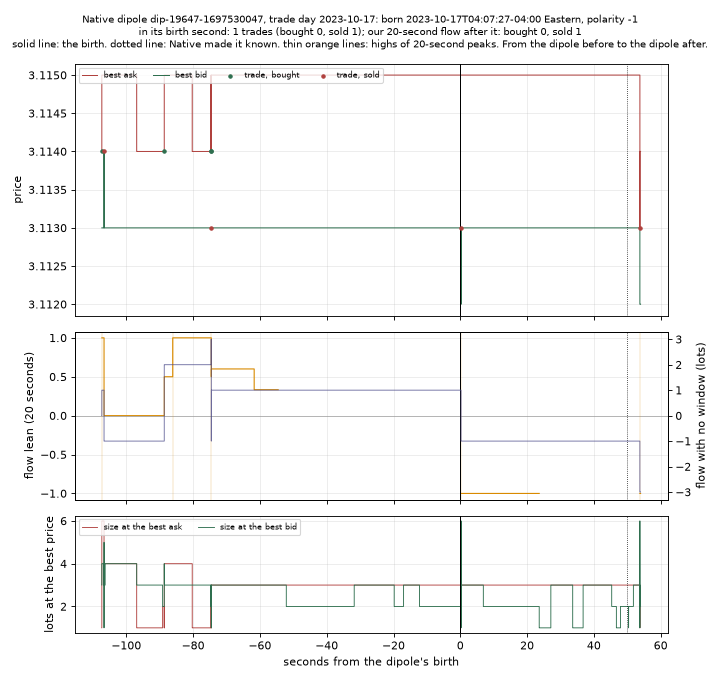 Native dipole dip-19647-1697530047, trade day 2023-10-17: born 2023-10-17T04:07:27-04:00 Eastern, polarity -1
in its birth second: 1 trades (bought 0, sold 1); our 20-second flow after it: bought 0, sold 1
solid line: the birth. dotted line: Native made it known. thin orange lines: highs of 20-second peaks. From the dipole before to the dipole after.
best ask
best bid
trade, bought
trade, sold
3.1150
3.1145
3.1140
3.1135
3.1130
3.1125
3.1120
price
1.0
0.5
0.0
−0.5
−1.0
flow lean (20 seconds)
3
2
1
0
−1
−2
−3
flow with no window (lots)
size at the best ask
size at the best bid
6
4
2
lots at the best price
−100
−80
−60
−40
−20
0
20
40
60
seconds from the dipole's birth